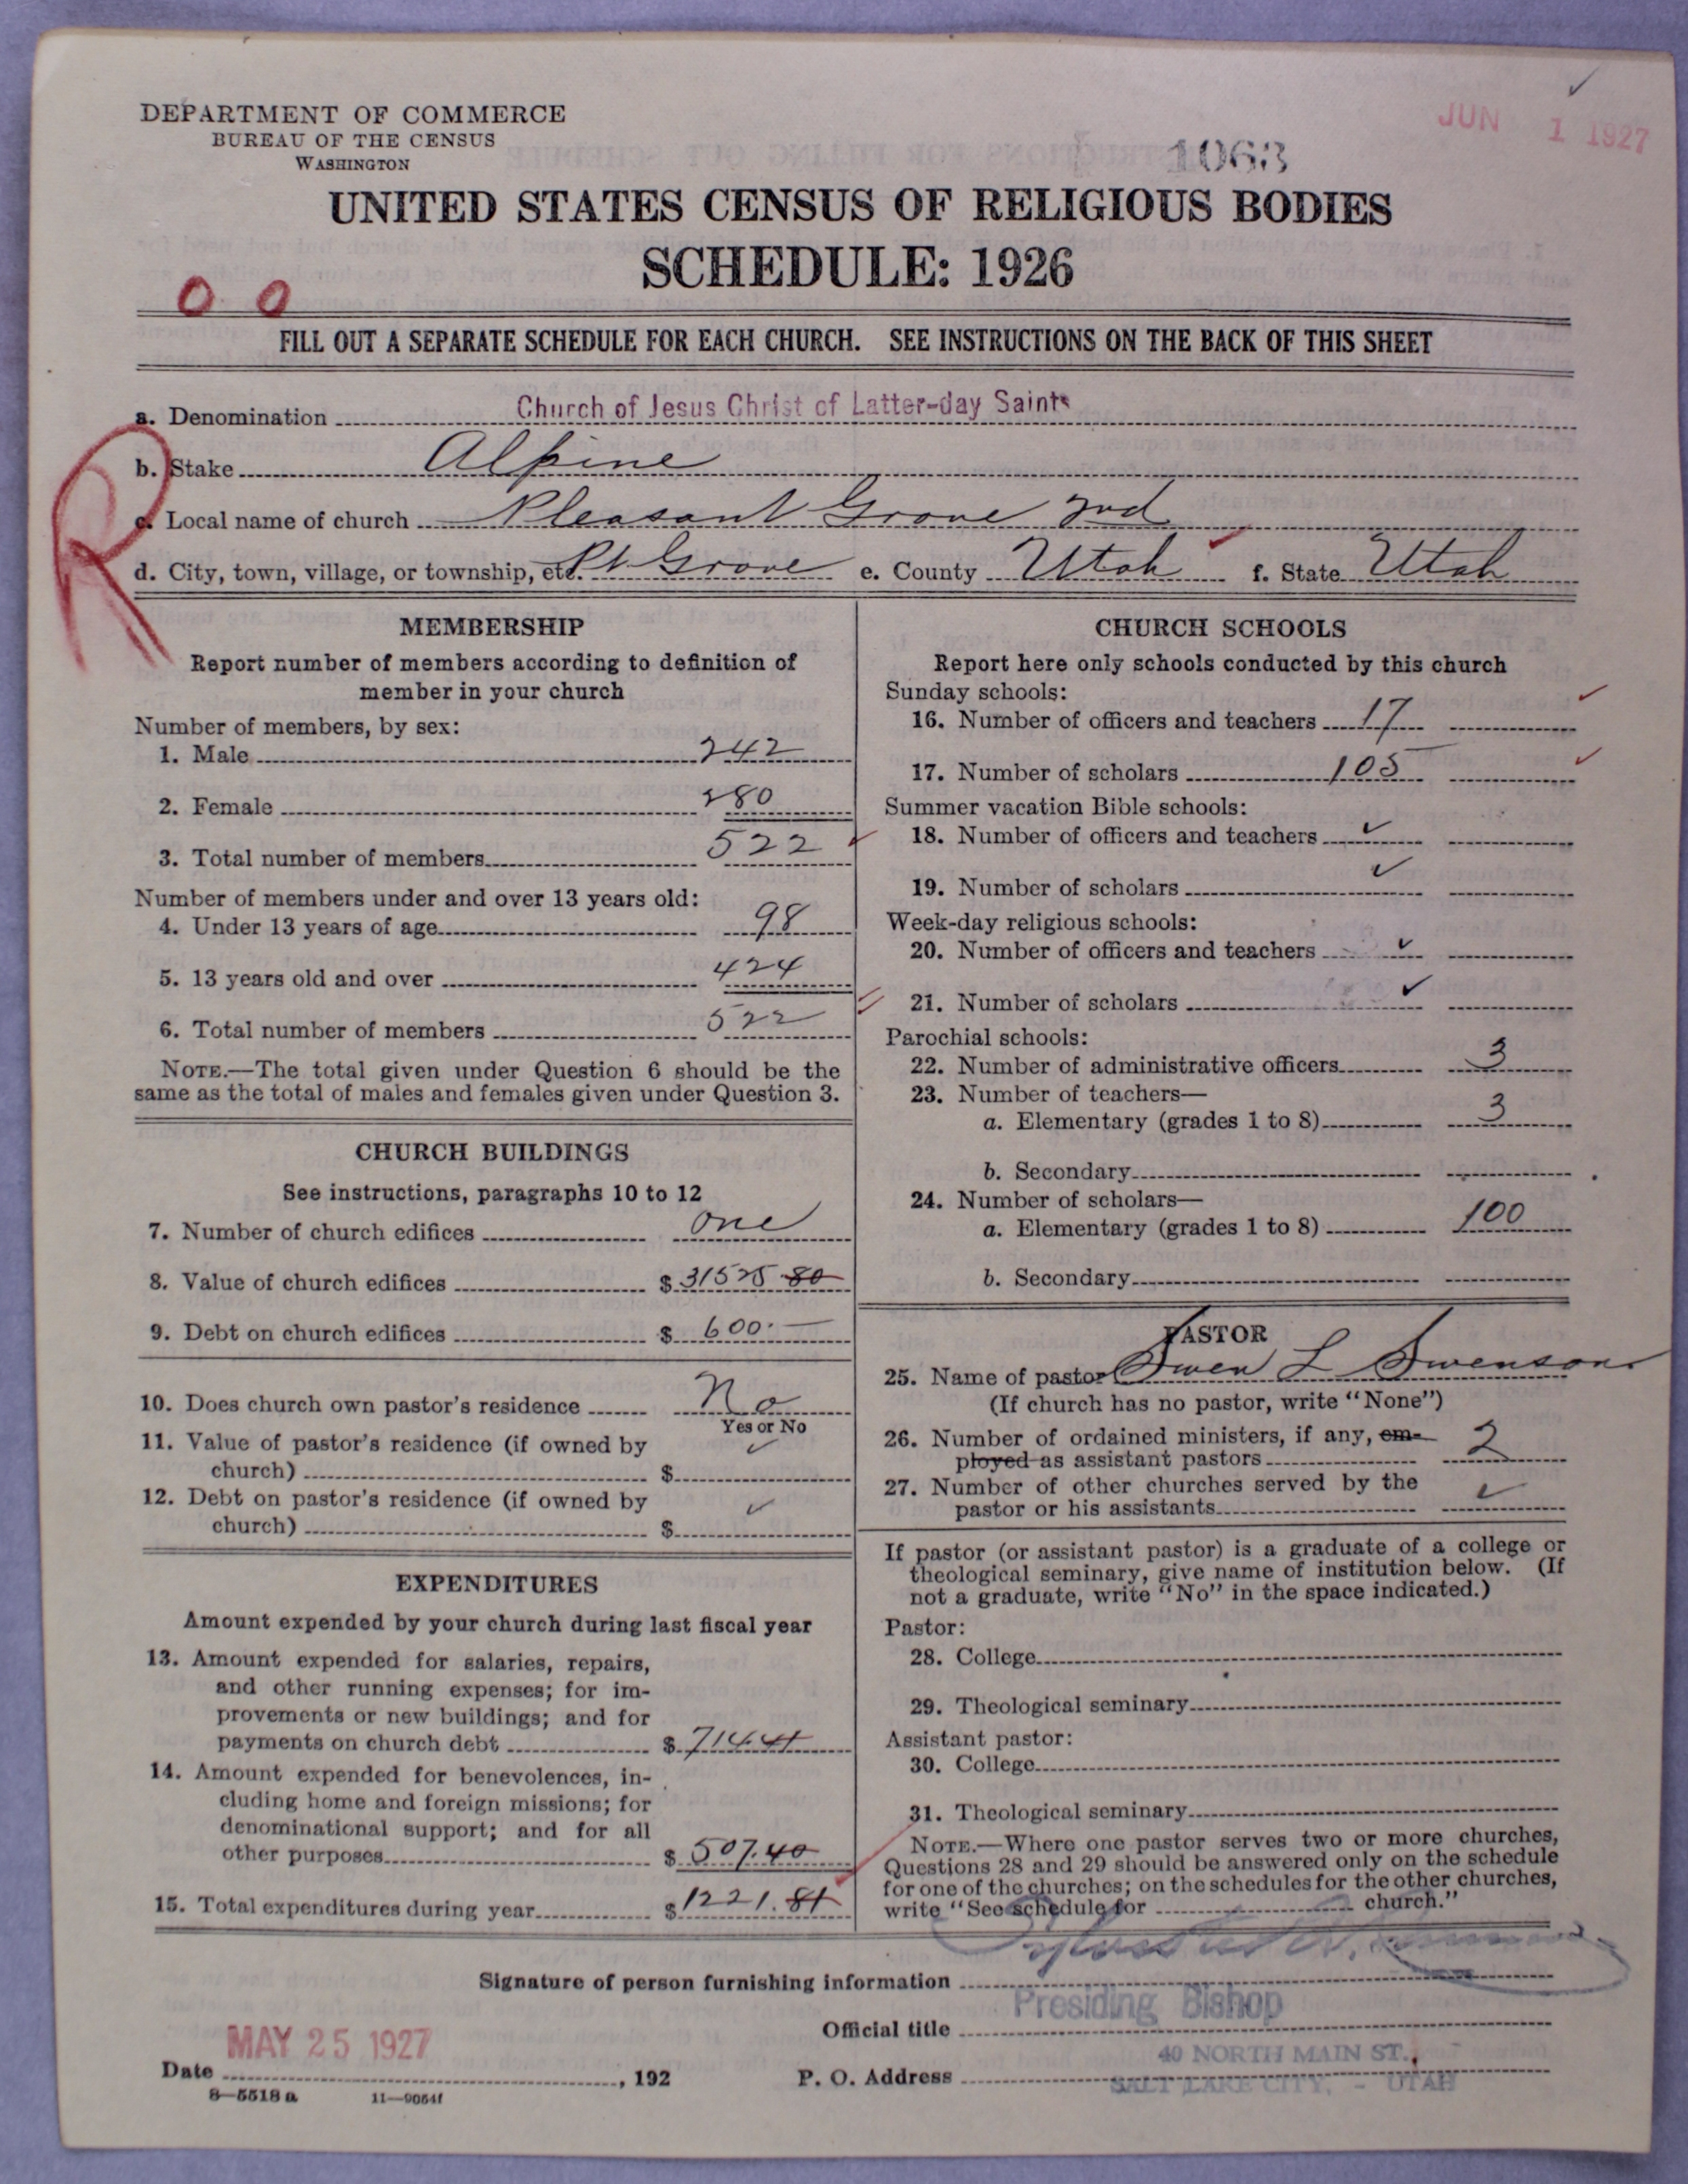 JUN 1 1927
DEPARTMENT OF COMMERCE
BUREAU OF THE CENSUS
WASHINGTON
1063
UNITED STATES CENSUS OF RELIGIOUS BODIES
SCHEDULE: 1926
0 0
FILL OUT A SEPARATE SCHEDULE FOR EACH CHURCH. SEE INSTRUCTIONS ON THE BACK OF THIS SHEET
a. Denomination Church of Jesus Christ of Latter-day Saints
b. Stake Alpine
R
c. Local name of church Pleasant Grove 2nd
d. City, town, village, or township, etc. Pl Grove e. County Utah f. State Utah
MEMBERSHIP
Report number of members according to definition of
member in your church
Number of members, by sex:
1. Male 242
2. Female 280
3. Total number of members 522
Number of members under and over 13 years old:
4. Under 13 years of age 98
5. 13 years old and over 424
6. Total number of members 522
NOTE.—The total given under Question 6 should be the
same as the total of males and females given under Question 3.
CHURCH BUILDINGS
See instructions, paragraphs 10 to 12
7. Number of church edifices one
8. Value of church edifices $ 31525 80
9. Debt on church edifices $ 600.—
10. Does church own pastor's residence No
Yes or No
11. Value of pastor's residence (if owned by
church) $ ✓
12. Debt on pastor's residence (if owned by
church) $ ✓
EXPENDITURES
Amount expended by your church during last fiscal year
13. Amount expended for salaries, repairs,
and other running expenses; for im-
provements or new buildings; and for
payments on church debt $ 714.41
14. Amount expended for benevolences, in-
cluding home and foreign missions; for
denominational support; and for all
other purposes $ 507.40
15. Total expenditures during year $ 1221.81
CHURCH SCHOOLS
Report here only schools conducted by this church
Sunday schools:
16. Number of officers and teachers 17
17. Number of scholars 105
Summer vacation Bible schools:
18. Number of officers and teachers ✓
19. Number of scholars ✓
Week-day religious schools:
20. Number of officers and teachers ✓
21. Number of scholars ✓
Parochial schools:
22. Number of administrative officers 3
23. Number of teachers—
a. Elementary (grades 1 to 8) 3
b. Secondary
24. Number of scholars—
a. Elementary (grades 1 to 8) 100
b. Secondary
PASTOR
25. Name of pastor Swen L Swenson
(If church has no pastor, write "None")
26. Number of ordained ministers, if any, em-
ployed as assistant pastors 2
27. Number of other churches served by the
pastor or his assistants ✓
If pastor (or assistant pastor) is a graduate of a college or
theological seminary, give name of institution below. (If
not a graduate, write "No" in the space indicated.)
Pastor:
28. College
29. Theological seminary
Assistant pastor:
30. College
31. Theological seminary
NOTE.—Where one pastor serves two or more churches,
Questions 28 and 29 should be answered only on the schedule
for one of the churches; on the schedules for the other churches,
write "See schedule for church."
Signature of person furnishing information
Official title Presiding Bishop
Date MAY 25 1927, 192
P. O. Address 40 NORTH MAIN ST.,
SALT LAKE CITY, - UTAH
8—5518 a 11—9054f